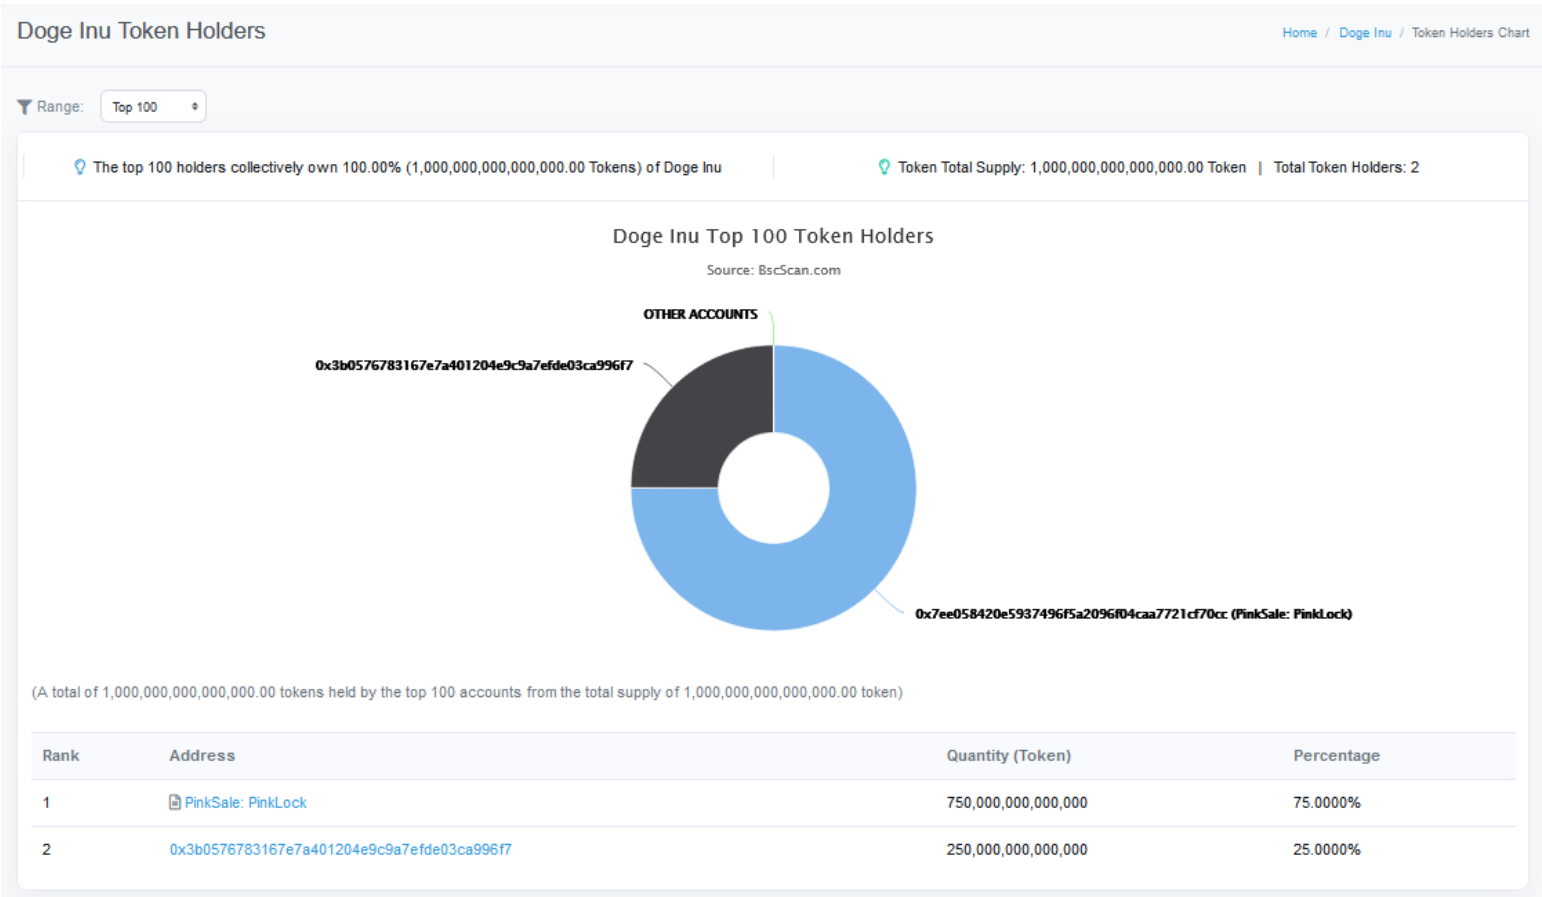 Doge Inu Token Holders
Home / Doge Inu / Token Holders Chart
Range: Top 100
The top 100 holders collectively own 100.00% (1,000,000,000,000,000.00 Tokens) of Doge Inu
Token Total Supply: 1,000,000,000,000,000.00 Token | Total Token Holders: 2
Doge Inu Top 100 Token Holders
Source: BscScan.com
OTHER ACCOUNTS
0x3b0576783167e7a401204e9c9a7efde03ca996f7
0x7ee058420e5937496f5a2096f04caa7721cf70cc (PinkSale: PinkLock)
(A total of 1,000,000,000,000,000.00 tokens held by the top 100 accounts from the total supply of 1,000,000,000,000,000.00 token)
Rank Address Quantity (Token) Percentage
1 PinkSale: PinkLock 750,000,000,000,000 75.0000%
2 0x3b0576783167e7a401204e9c9a7efde03ca996f7 250,000,000,000,000 25.0000%